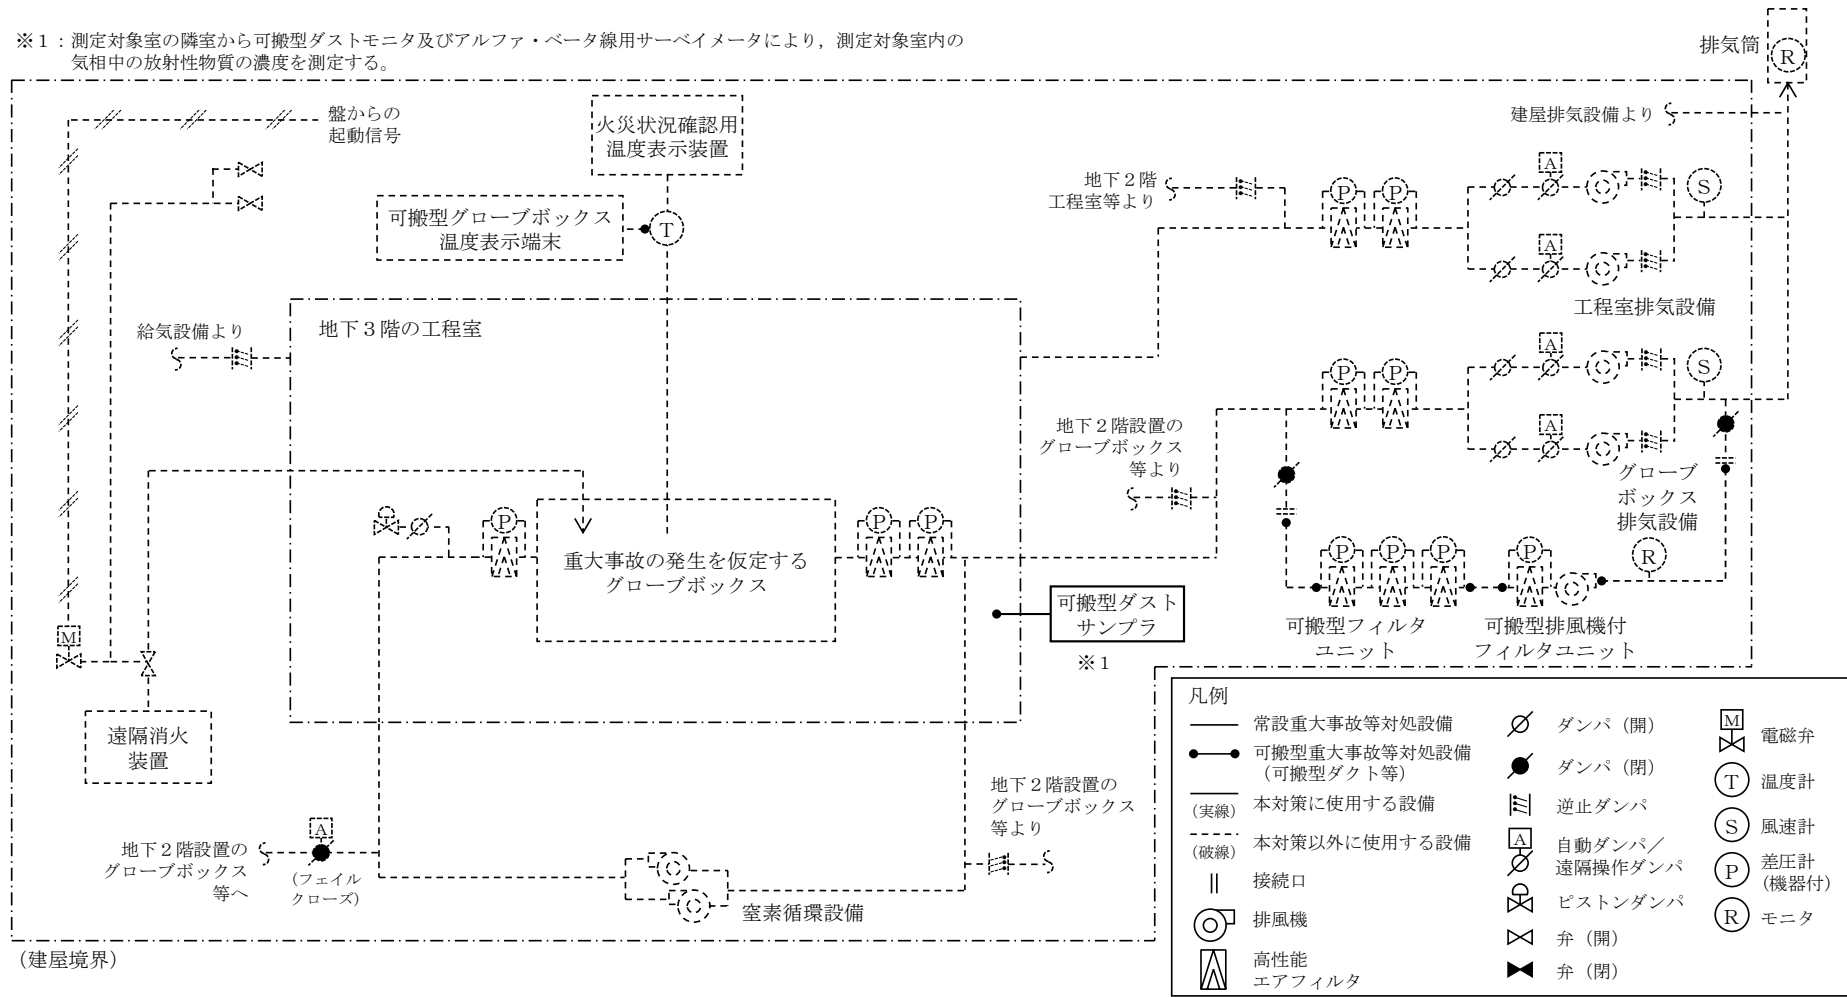 ※1:測定対象室の隣室から可搬型ダストモニタ及びアルファ・ベータ線用サーベイメータにより,測定対象室内の
気相中の放射性物質の濃度を測定する。
排気筒
R
盤からの
起動信号
火災状況確認用
温度表示装置
建屋排気設備より
地下2階
工程室等より
P
P
A
A
S
工程室排気設備
可搬型グローブボックス
温度表示端末
T
給気設備より
地下3階の工程室
P
P
A
A
S
地下2階設置の
グローブボックス
等より
グローブ
ボックス
排気設備
P
重大事故の発生を仮定する
グローブボックス
P
P
P
P
P
P
R
可搬型ダスト
サンプラ
※1
可搬型フィルタ
ユニット
可搬型排風機付
フィルタユニット
M
遠隔消火
装置
地下2階設置の
グローブボックス
等へ
A
(フェイル
クローズ)
窒素循環設備
地下2階設置の
グローブボックス
等より
(建屋境界)
凡例
常設重大事故等対処設備
可搬型重大事故等対処設備
(可搬型ダクト等)
(実線)
本対策に使用する設備
(破線)
本対策以外に使用する設備
接続口
排風機
高性能
エアフィルタ
ダンパ(開)
ダンパ(閉)
逆止ダンパ
A
自動ダンパ/
遠隔操作ダンパ
ピストンダンパ
弁(開)
弁(閉)
M
電磁弁
T
温度計
S
風速計
P
差圧計
(機器付)
R
モニタ